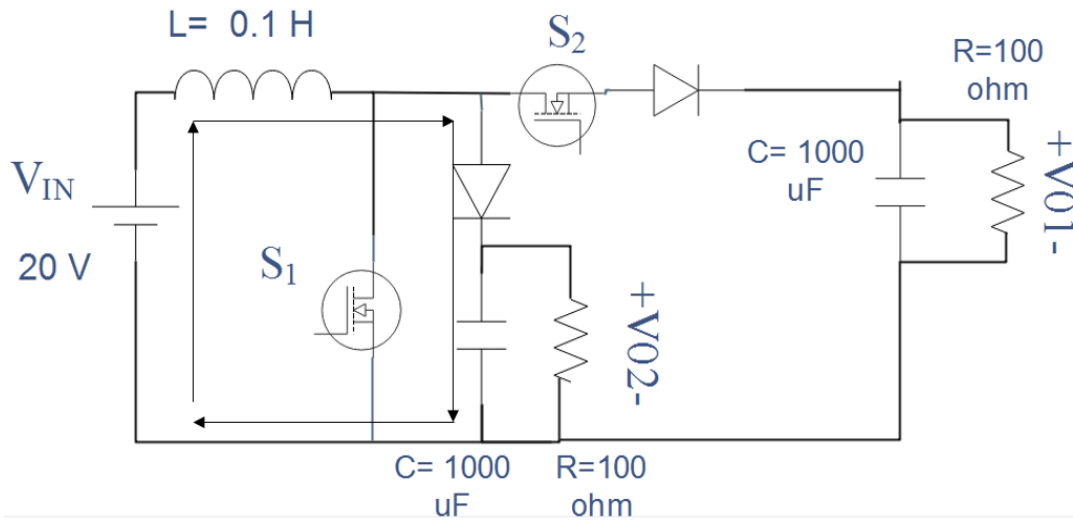 L= 0.1 H
S2
R=100
ohm
VIN
20 V
S1
C= 1000
uF
+V01-
+V02-
C= 1000
uF
R=100
ohm